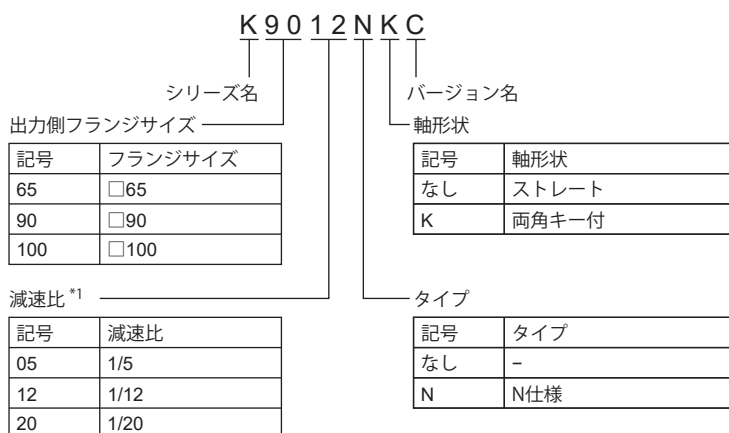 K9012NKC
シリーズ名
バージョン名
出力側フランジサイズ
記号 フランジサイズ
65 □65
90 □90
100 □100
軸形状
記号 軸形状
なし ストレート
K 両角キー付
減速比 *1
記号 減速比
05 1/5
12 1/12
20 1/20
タイプ
記号 タイプ
なし –
N N仕様